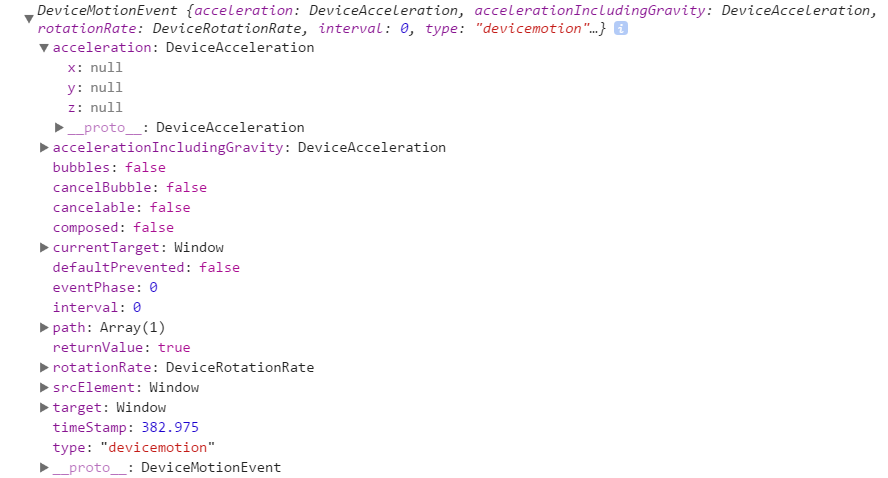 DeviceMotionEvent {acceleration: DeviceAcceleration, accelerationIncludingGravity: DeviceAcceleration,
rotationRate: DeviceRotationRate, interval: 0, type: "devicemotion"…} i
acceleration: DeviceAcceleration
x: null
y: null
z: null
__proto__: DeviceAcceleration
accelerationIncludingGravity: DeviceAcceleration
bubbles: false
cancelBubble: false
cancelable: false
composed: false
currentTarget: Window
defaultPrevented: false
eventPhase: 0
interval: 0
path: Array(1)
returnValue: true
rotationRate: DeviceRotationRate
srcElement: Window
target: Window
timeStamp: 382.975
type: "devicemotion"
__proto__: DeviceMotionEvent